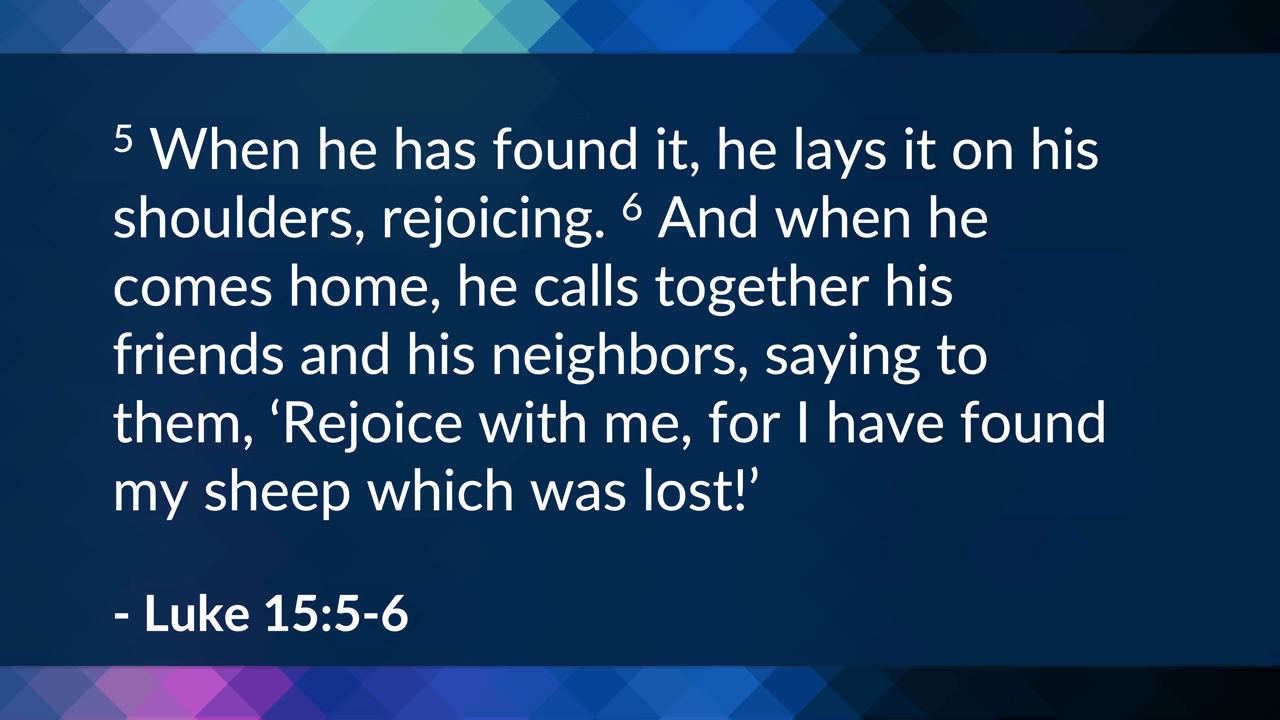 5 When he has found it, he lays it on his
shoulders, rejoicing. 6 And when he
comes home, he calls together his
friends and his neighbors, saying to
them, ‘Rejoice with me, for I have found
my sheep which was lost!’
- Luke 15:5-6